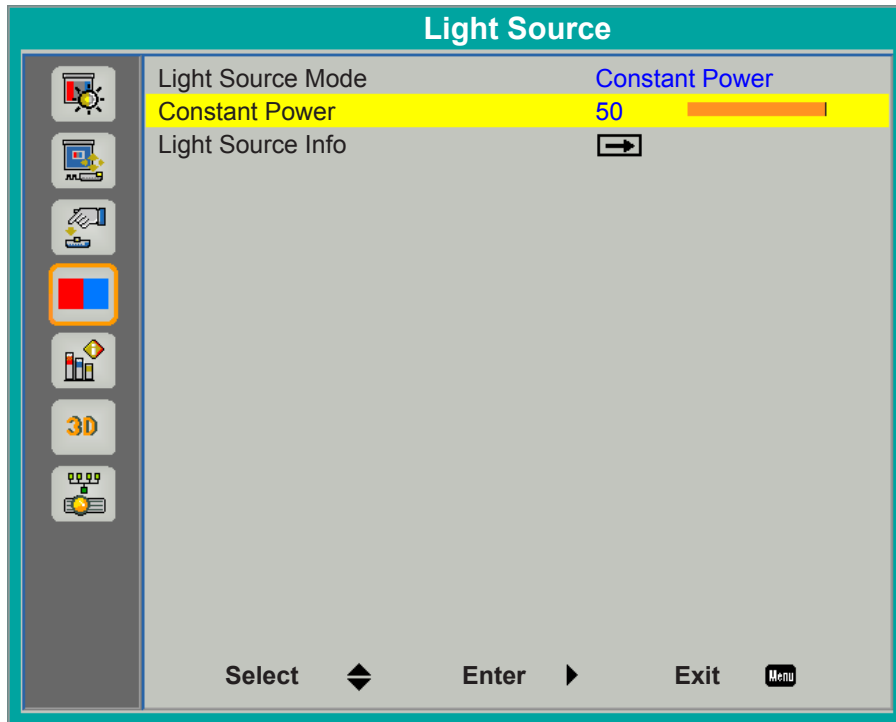 Light Source
Light Source Mode Constant Power
Constant Power 50
Light Source Info
3D
Select Enter Exit Menu